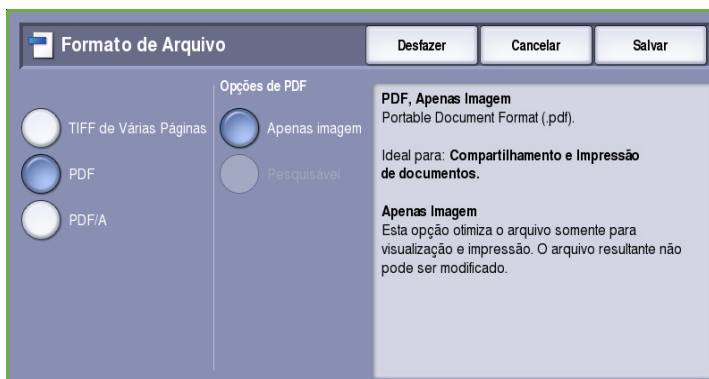 Formato de Arquivo
Desfazer
Cancelar
Salvar
TIFF de Várias Páginas
PDF
PDF/A
Opções de PDF
Apenas imagem
Pesquisável
PDF, Apenas Imagem
Portable Document Format (.pdf).
Ideal para: Compartilhamento e Impressão
de documentos.
Apenas Imagem
Esta opção otimiza o arquivo somente para
visualização e impressão. O arquivo resultante não
pode ser modificado.